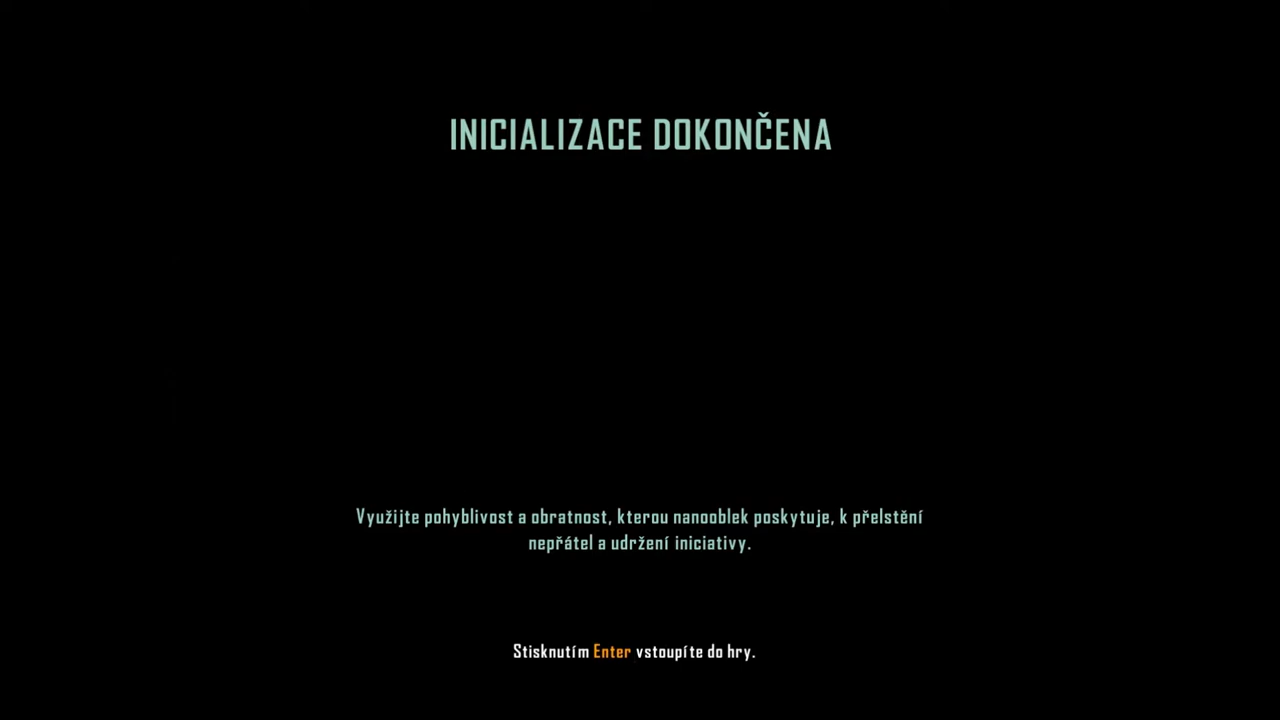 INICIALIZACE DOKONČENA
Využijte pohyblivost a obratnost, kterou nanooblek poskytuje, k přelstění
nepřátel a udržení iniciativy.
Stisknutím Enter vstoupíte do hry.